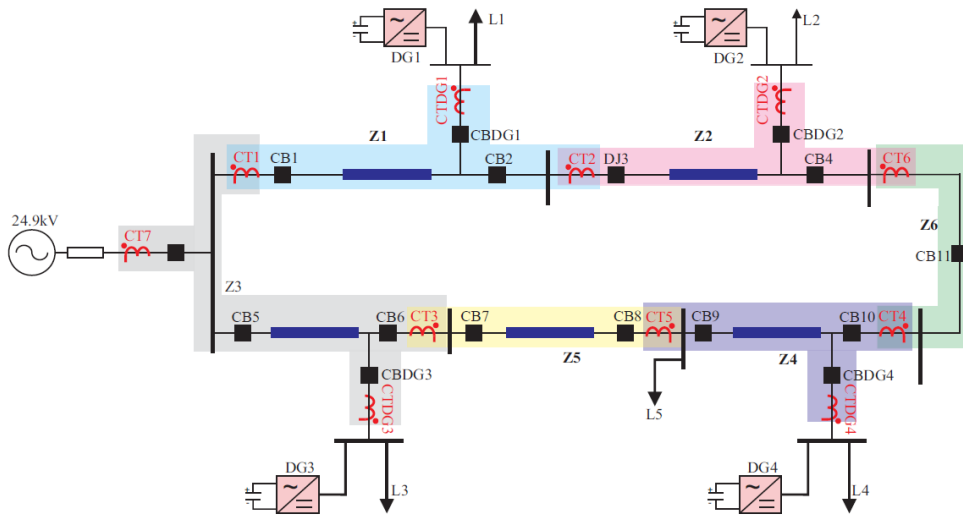 L1
L2
DG1
DG2
CTDG1
CTDG2
Z1
CBDG1
Z2
CBDG2
CT1
CB1
CB2
CT2
DJ3
CB4
CT6
24.9kV
CT7
Z6
CB11
Z3
CB5
CB6
CT3
CB7
CB8
CT5
CB9
CB10
CT4
Z5
Z4
CBDG3
CBDG4
CTDG3
CTDG4
L5
DG3
L3
DG4
L4